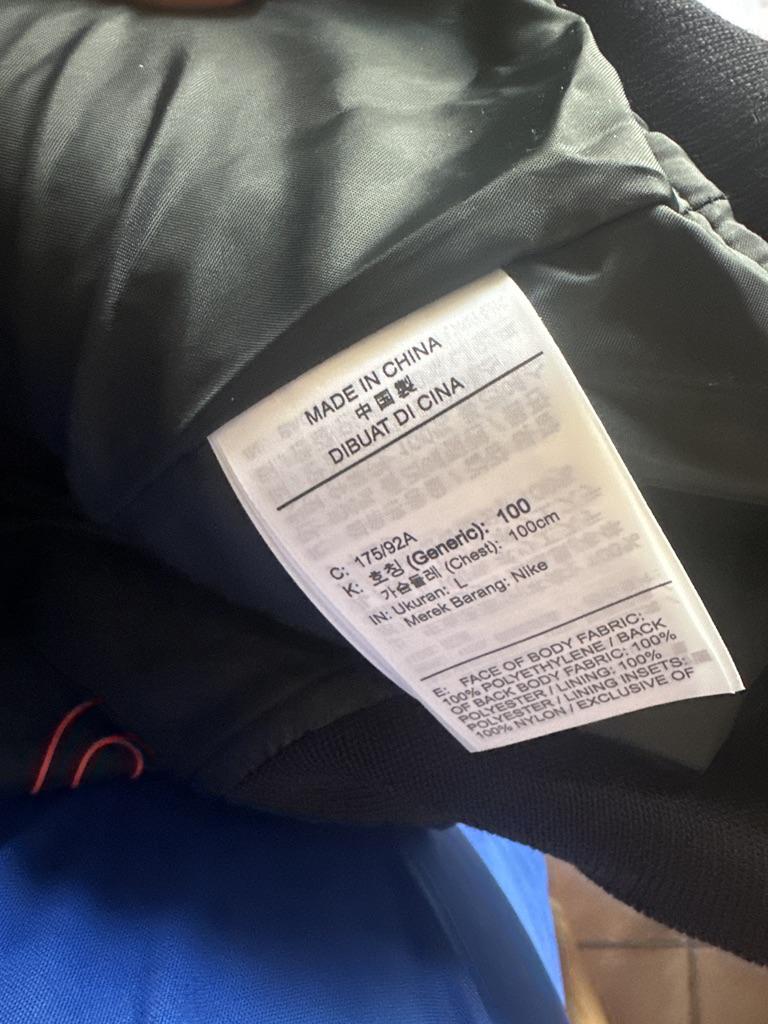 MADE IN CHINA
中国製
DIBUAT DI CINA
C: 175/92A
K: 호칭 (Generic): 100
가슴둘레 (Chest): 100cm
IN: Ukuran: L
Merek Barang: Nike
E: FACE OF BODY FABRIC:
100% POLYETHYLENE / BACK
OF BACK BODY FABRIC: 100%
POLYESTER / LINING: 100%
POLYESTER / LINING INSETS:
100% NYLON / EXCLUSIVE OF